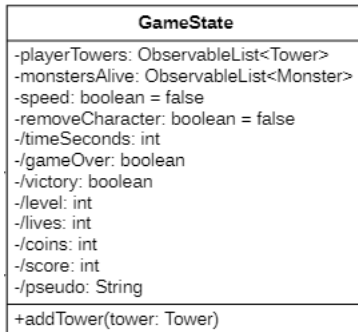 GameState
-playerTowers: ObservableList<Tower>
-monstersAlive: ObservableList<Monster>
-speed: boolean = false
-removeCharacter: boolean = false
-/timeSeconds: int
-/gameOver: boolean
-/victory: boolean
-/level: int
-/lives: int
-/coins: int
-/score: int
-/pseudo: String
+addTower(tower: Tower)